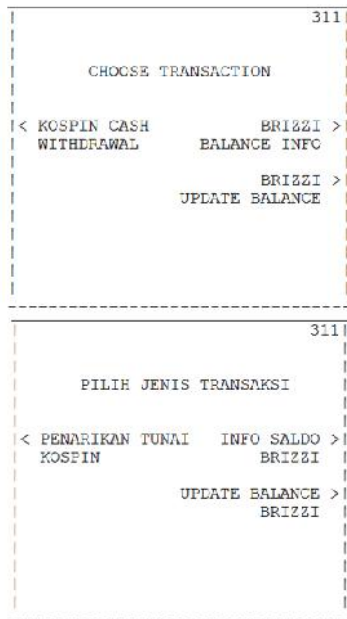 311
CHOOSE TRANSACTION
< KOSPIN CASH BRIZZI >
WITHDRAWAL BALANCE INFO
BRIZZI >
UPDATE BALANCE
311
PILIH JENIS TRANSAKSI
< PENARIKAN TUNAI INFO SALDO >
KOSPIN BRIZZI
UPDATE BALANCE >
BRIZZI